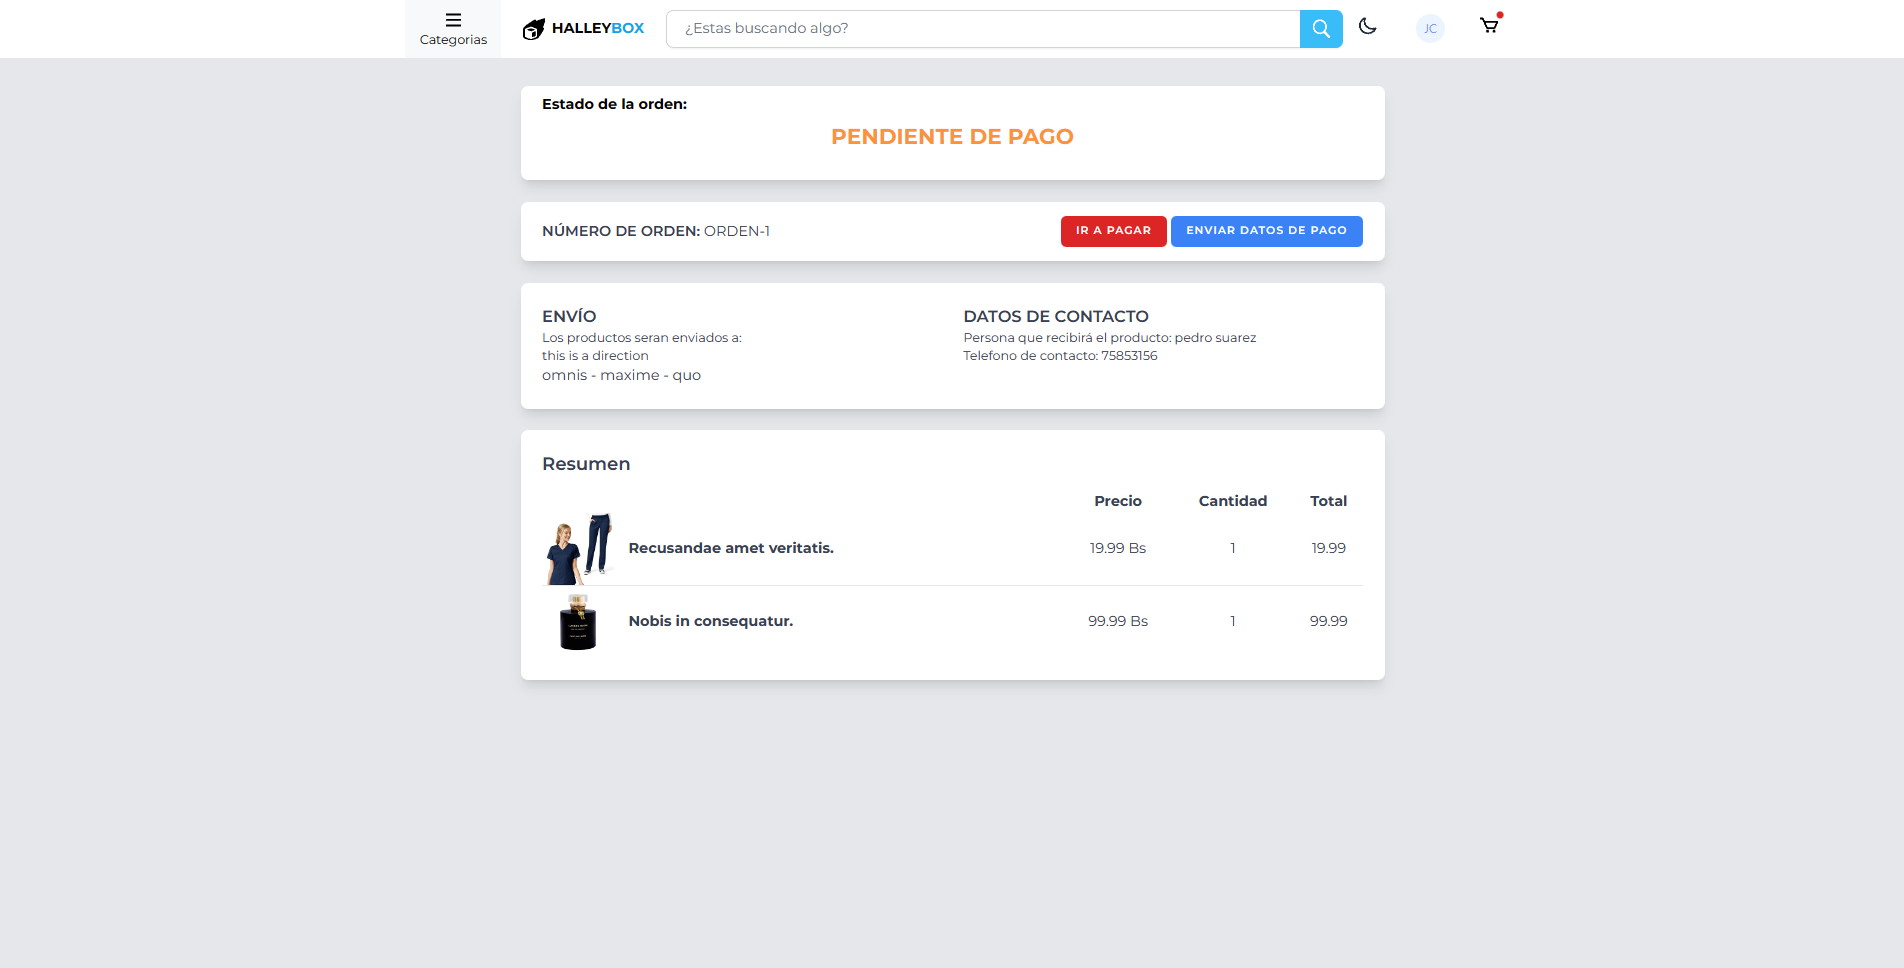 Categorias
HALLEYBOX
¿Estas buscando algo?
JC
Estado de la orden:
PENDIENTE DE PAGO
NÚMERO DE ORDEN: ORDEN-1
IR A PAGAR
ENVIAR DATOS DE PAGO
ENVÍO
Los productos seran enviados a:
this is a direction
omnis - maxime - quo
DATOS DE CONTACTO
Persona que recibirá el producto: pedro suarez
Telefono de contacto: 75853156
Resumen
Precio Cantidad Total
Recusandae amet veritatis. 19.99 Bs 1 19.99
Nobis in consequatur. 99.99 Bs 1 99.99